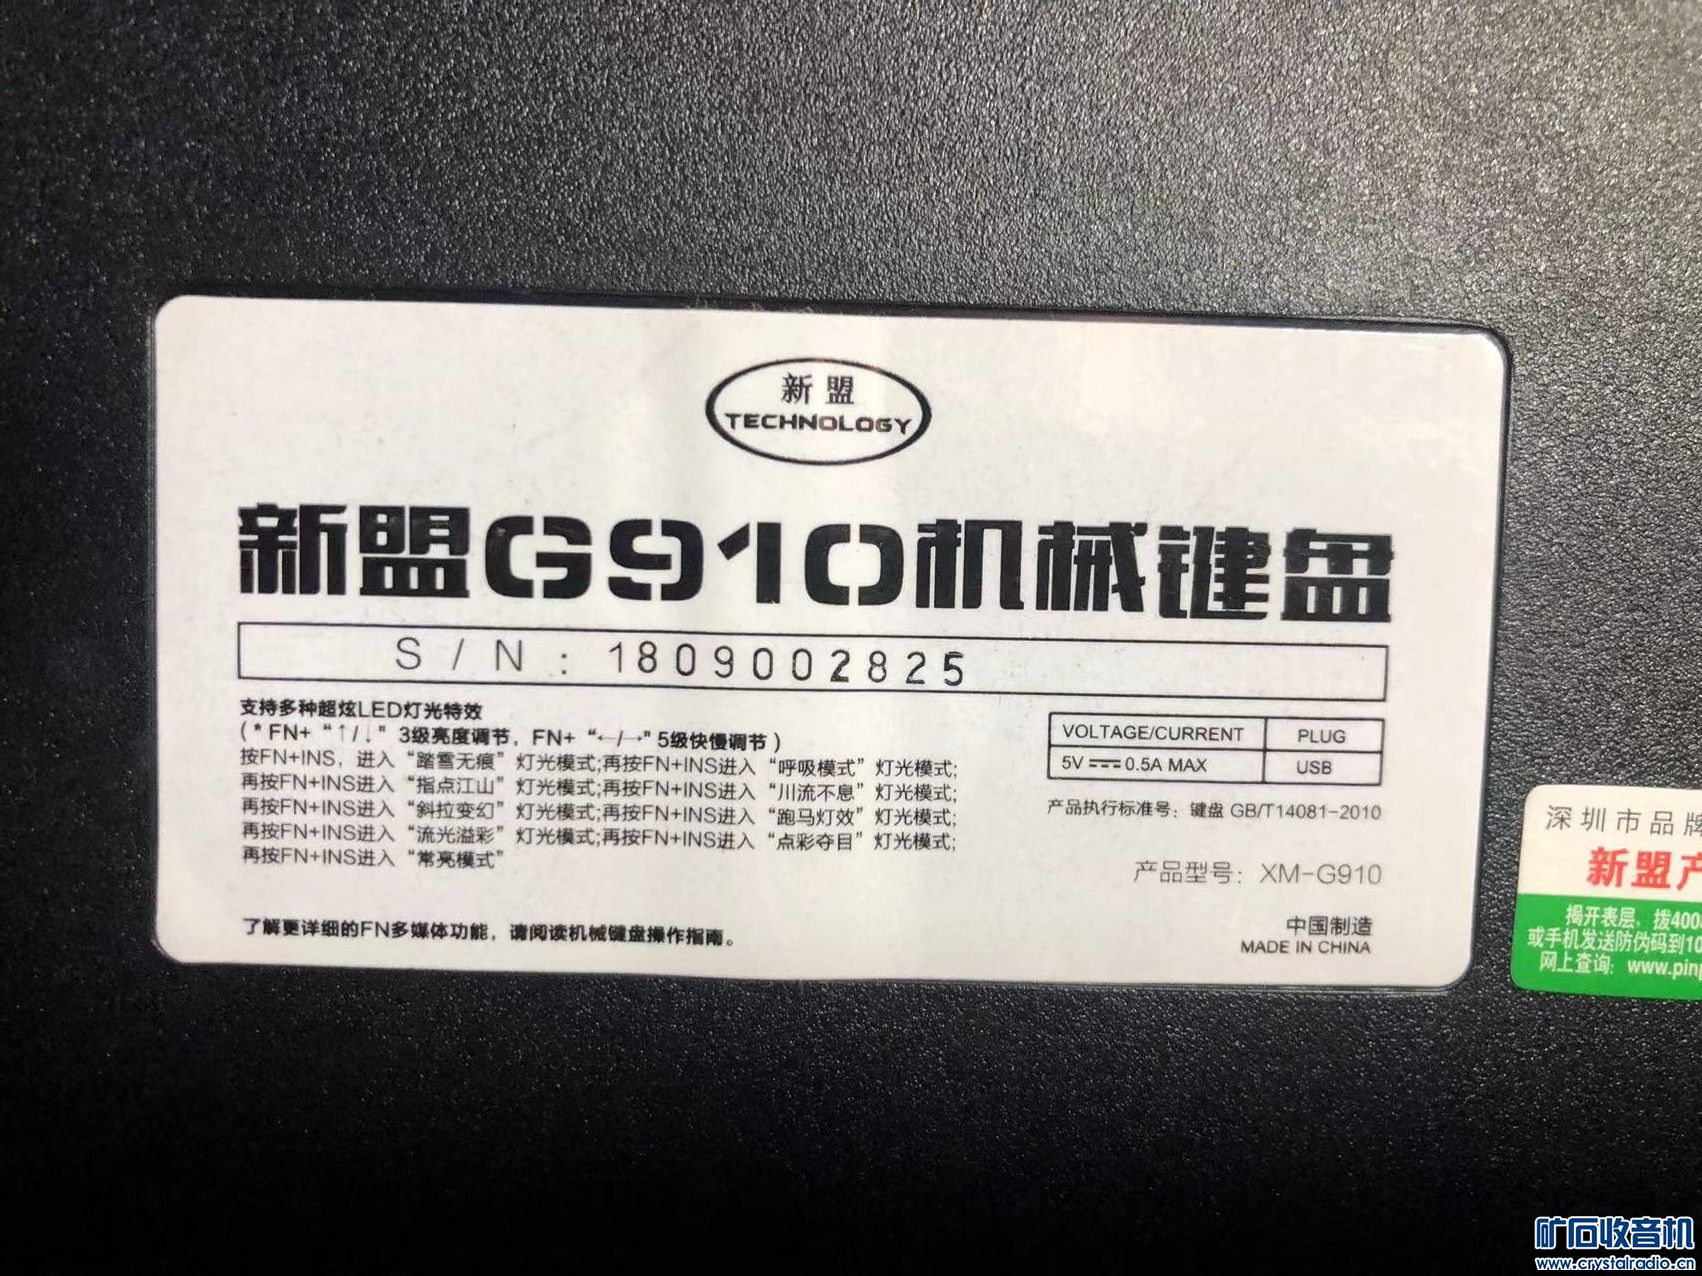 新盟
TECHNOLOGY
新盟G910机械键盘
S/N: 1809002825
支持多种超炫LED灯光特效
(*FN+“↑/↓”3级亮度调节，FN+“←/→”5级快慢调节)
按FN+INS，进入“踏雪无痕”灯光模式;再按FN+INS进入“呼吸模式”灯光模式;
再按FN+INS进入“指点江山”灯光模式;再按FN+INS进入“川流不息”灯光模式;
再按FN+INS进入“斜拉变幻”灯光模式;再按FN+INS进入“跑马灯效”灯光模式;
再按FN+INS进入“流光溢彩”灯光模式;再按FN+INS进入“点彩夺目”灯光模式;
再按FN+INS进入“常亮模式”
了解更详细的FN多媒体功能，请阅读机械键盘操作指南。
VOLTAGE/CURRENT PLUG
5V 0.5A MAX USB
产品执行标准号：键盘 GB/T14081-2010
产品型号：XM-G910
中国制造
MADE IN CHINA
深圳市品牌
新盟产
揭开表层，拨400
或手机发送防伪码到10
网上查询：www.pinp
矿石收音机
www.crystalradio.cn